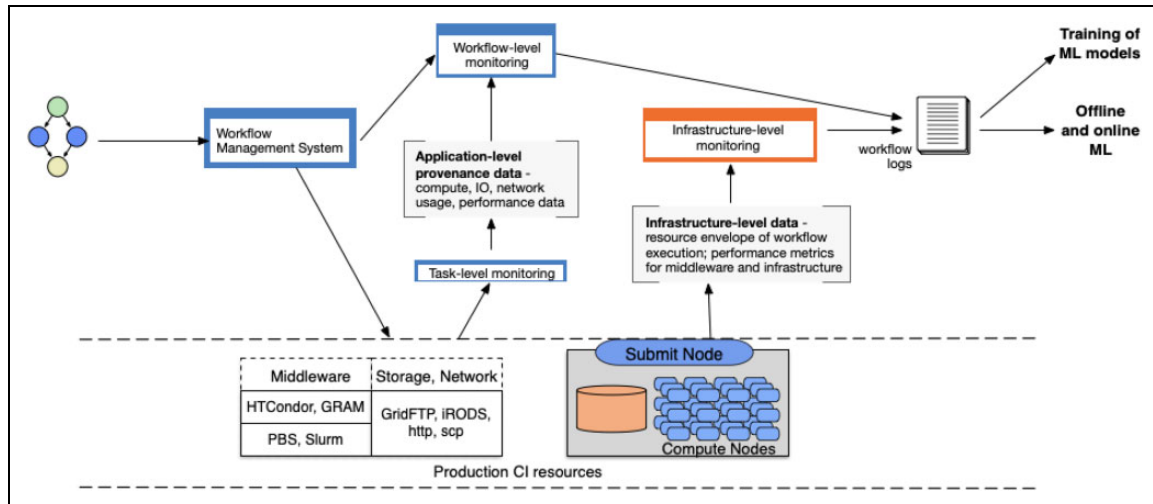 Workflow-level
monitoring
Training of
ML models
Workflow
Management System
Infrastructure-level
monitoring
workflow
logs
Offline
and online
ML
Application-level
provenance data -
compute, IO, network
usage, performance data
Infrastructure-level data -
resource envelope of workflow
execution; performance metrics
for middleware and infrastructure
Task-level monitoring
Middleware
Storage, Network
HTCondor, GRAM
PBS, Slurm
GridFTP, iRODS,
http, scp
Submit Node
Compute Nodes
Production CI resources